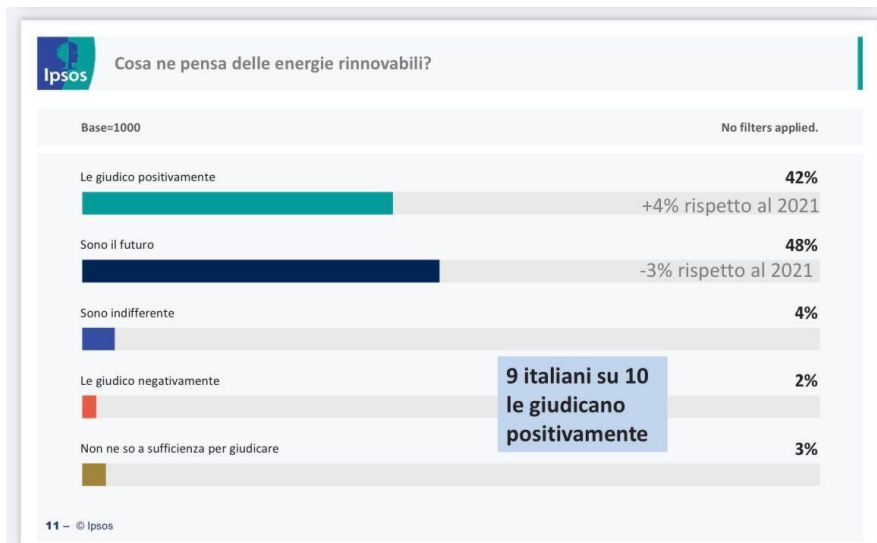 Ipsos
Cosa ne pensa delle energie rinnovabili?
Base=1000
No filters applied.
Le giudico positivamente
42%
+4% rispetto al 2021
Sono il futuro
48%
-3% rispetto al 2021
Sono indifferente
4%
Le giudico negativamente
2%
9 italiani su 10
le giudicano
positivamente
Non ne so a sufficienza per giudicare
3%
11 – © Ipsos